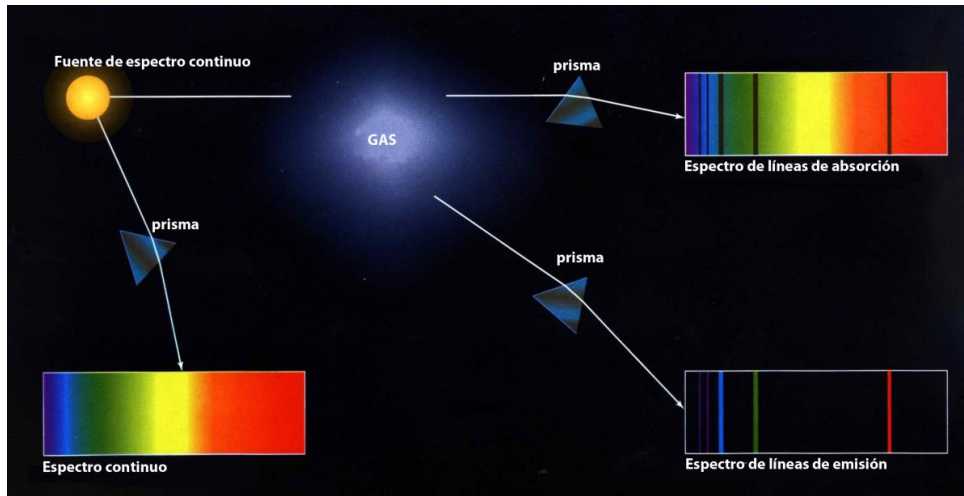 Fuente de espectro continuo
prisma
GAS
Espectro de líneas de absorción
prisma
prisma
Espectro continuo
Espectro de líneas de emisión